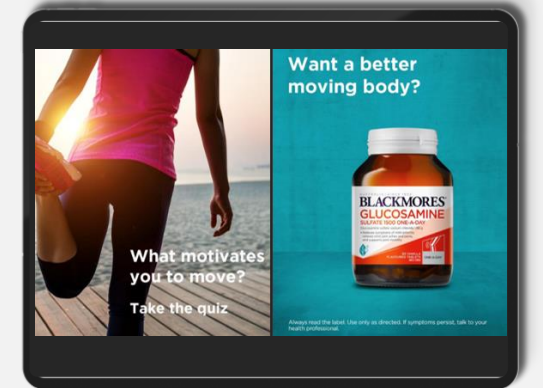 What motivates
you to move?
Take the quiz
Want a better
moving body?
BLACKMORES
GLUCOSAMINE
SULFATE 1500 ONE-A-DAY
Always read the label. Use only as directed. If symptoms persist, talk to your
health professional.